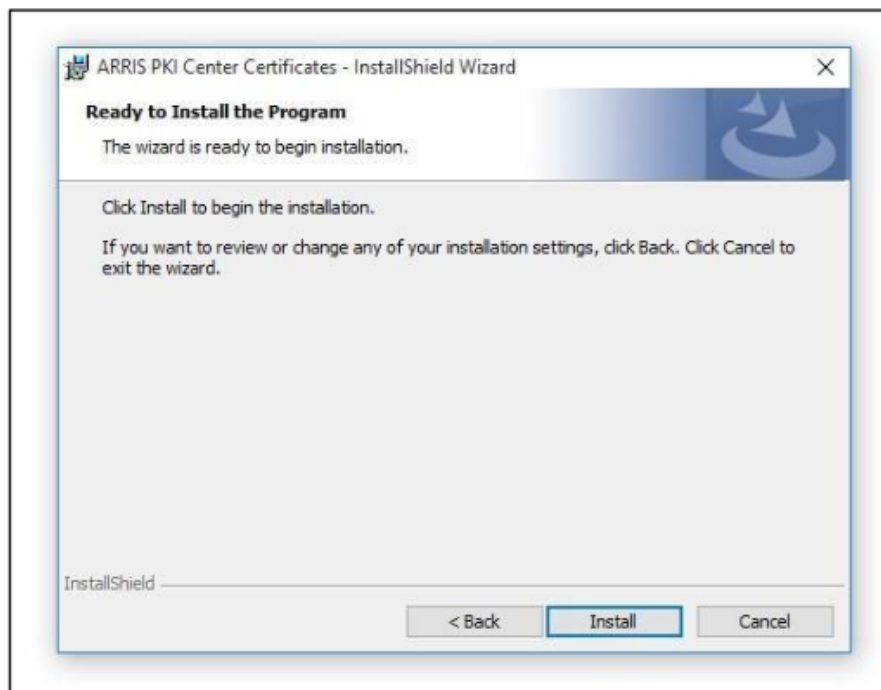 ARRIS PKI Center Certificates - InstallShield Wizard
Ready to Install the Program
The wizard is ready to begin installation.
Click Install to begin the installation.
If you want to review or change any of your installation settings, click Back. Click Cancel to
exit the wizard.
InstallShield
< Back Install Cancel